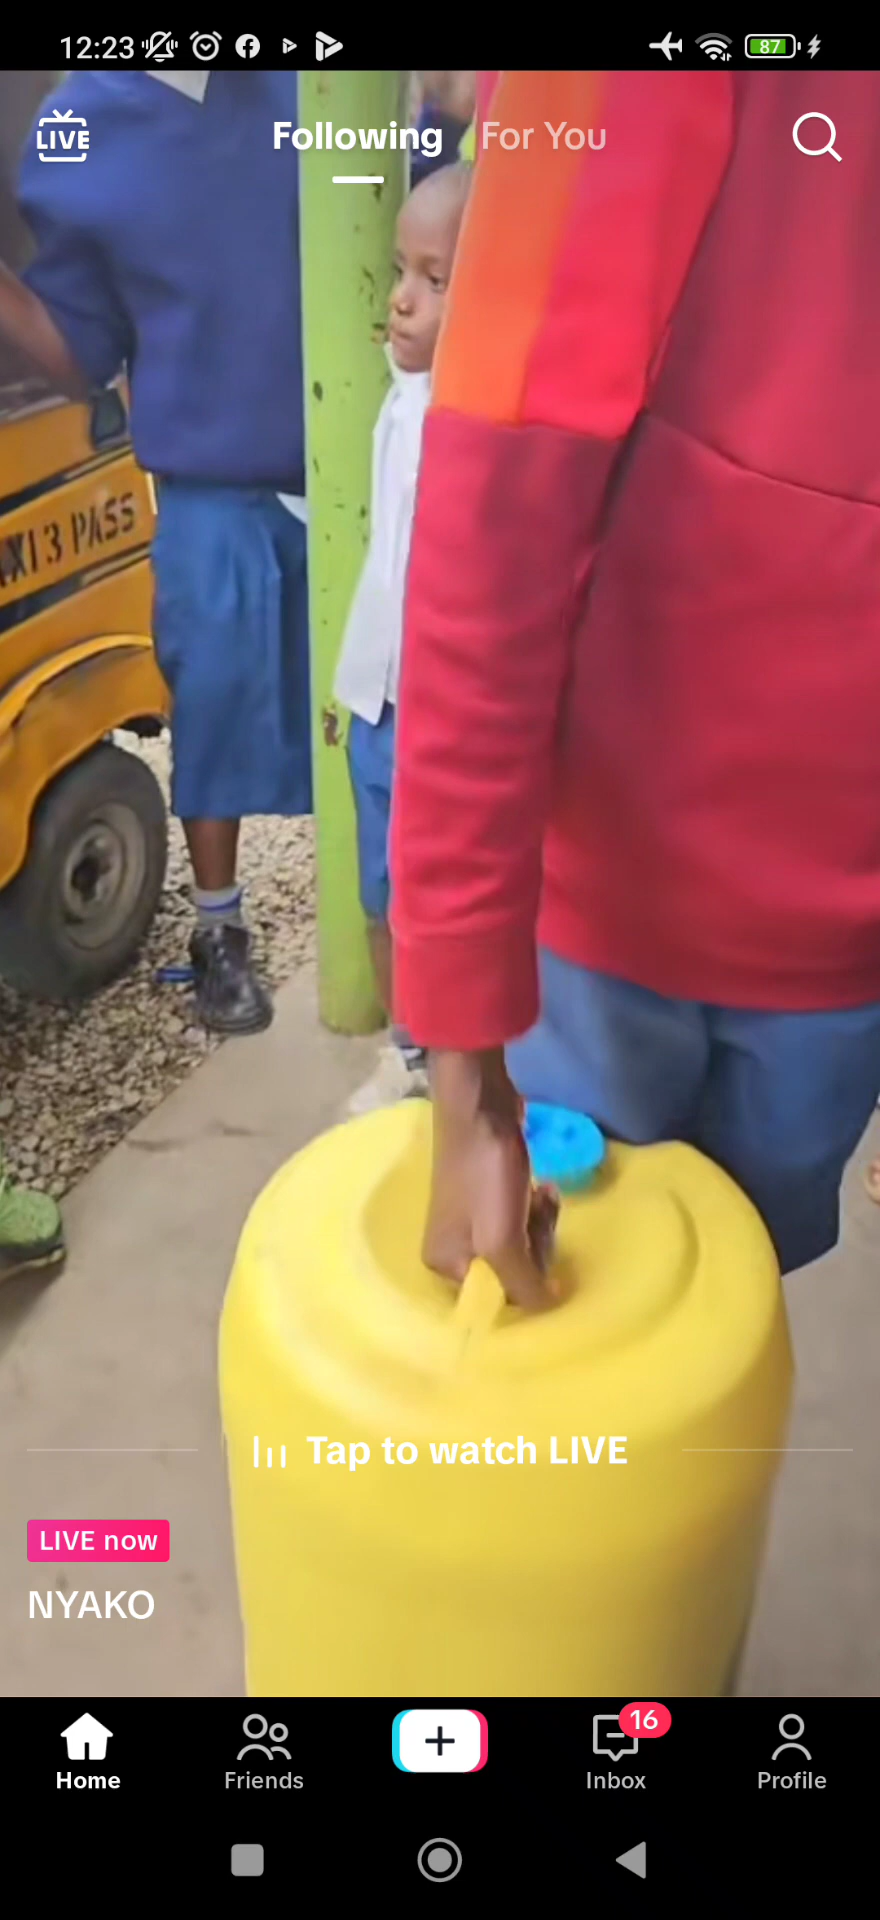 12:23
87
LIVE
Following
For You
XI 3 PASS
Tap to watch LIVE
LIVE now
NYAKO
16
Home
Friends
Inbox
Profile